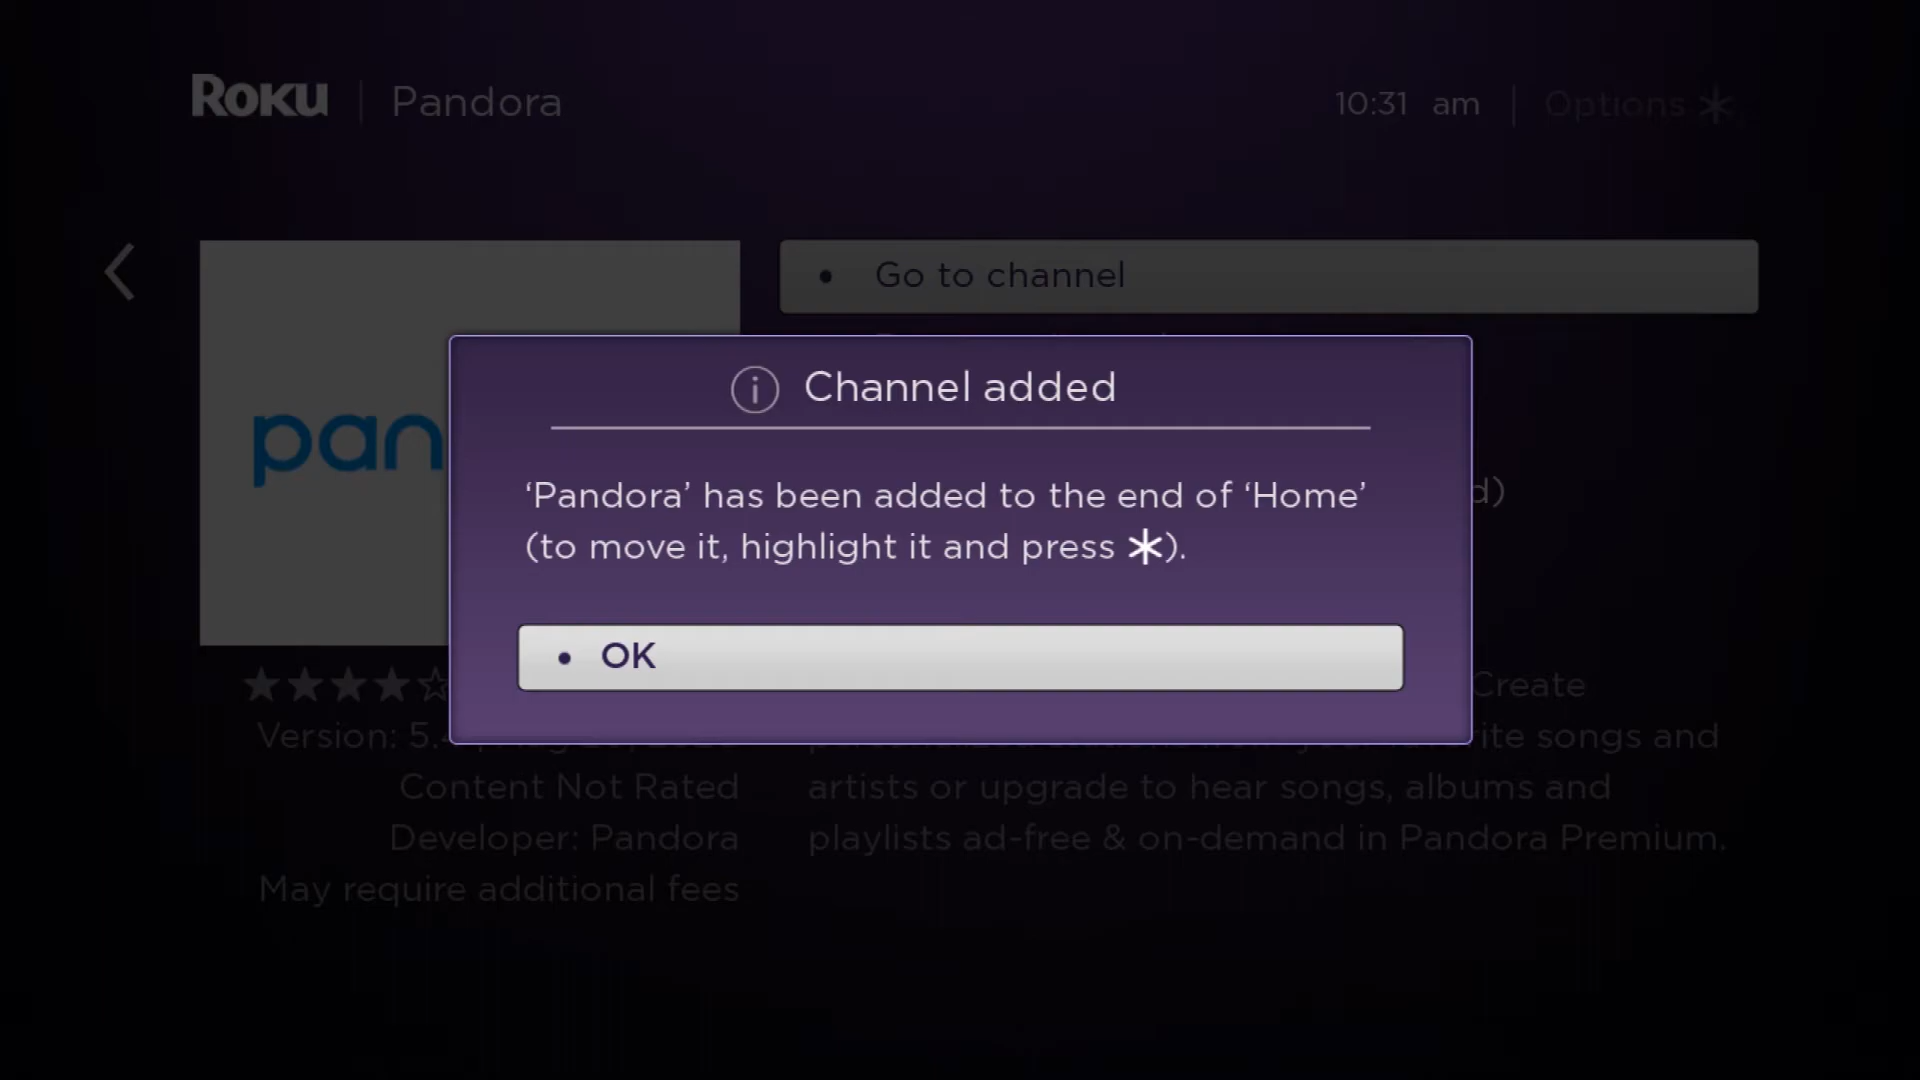 Roku | Pandora
10:31 am | Options *
Go to channel
pan
Channel added
‘Pandora’ has been added to the end of ‘Home’
(to move it, highlight it and press *).
d)
OK
Create
Version: 5.
ite songs and
Content Not Rated
artists or upgrade to hear songs, albums and
Developer: Pandora
playlists ad-free & on-demand in Pandora Premium.
May require additional fees